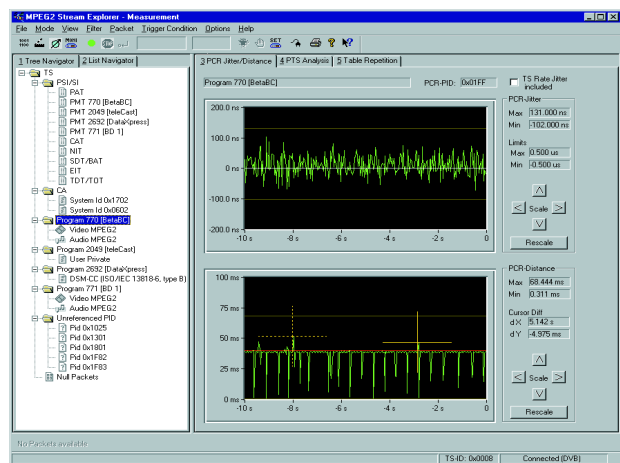 MPEG2 Stream Explorer - Measurement
File Mode View Filter Packet Trigger Condition Options Help
SET
1 Tree Navigator 2 List Navigator
TS
PSI/SI
PAT
PMT 770 [BetaBC]
PMT 2049 [teleCast]
PMT 2692 [DataXpress]
PMT 771 [BD 1]
CAT
NIT
SDT/BAT
EIT
TDT/TOT
CA
System Id 0x1702
System Id 0x0602
Program 770 [BetaBC]
Video MPEG2
Audio MPEG2
Program 2049 [teleCast]
User Private
Program 2692 [DataXpress]
DSM-CC (ISO/IEC 13818-6, type B)
Program 771 [BD 1]
Video MPEG2
Audio MPEG2
Unreferenced PID
Pid 0x1025
Pid 0x1301
Pid 0x1801
Pid 0x1F82
Pid 0x1F83
Null Packets
3 PCR Jitter/Distance 4 PTS Analysis 5 Table Repetition
Program 770 [BetaBC] PCR-PID: 0x01FF
TS Rate Jitter
included
200.0 ns
100.0 ns
0 ns
-100.0 ns
-200.0 ns
-10 s -8 s -6 s -4 s -2 s 0
PCR-Jitter
Max 131.000 ns
Min -102.000 ns
Limits
Max 0.500 us
Min -0.500 us
< Scale >
Rescale
100 ms
75 ms
50 ms
25 ms
0 ms
-10 s -8 s -6 s -4 s -2 s 0
PCR-Distance
Max 68.444 ms
Min 0.311 ms
Cursor Diff
d X 5.142 s
d Y -4.975 ms
< Scale >
Rescale
No Packets available
TS-ID: 0x0008 Connected (DVB)